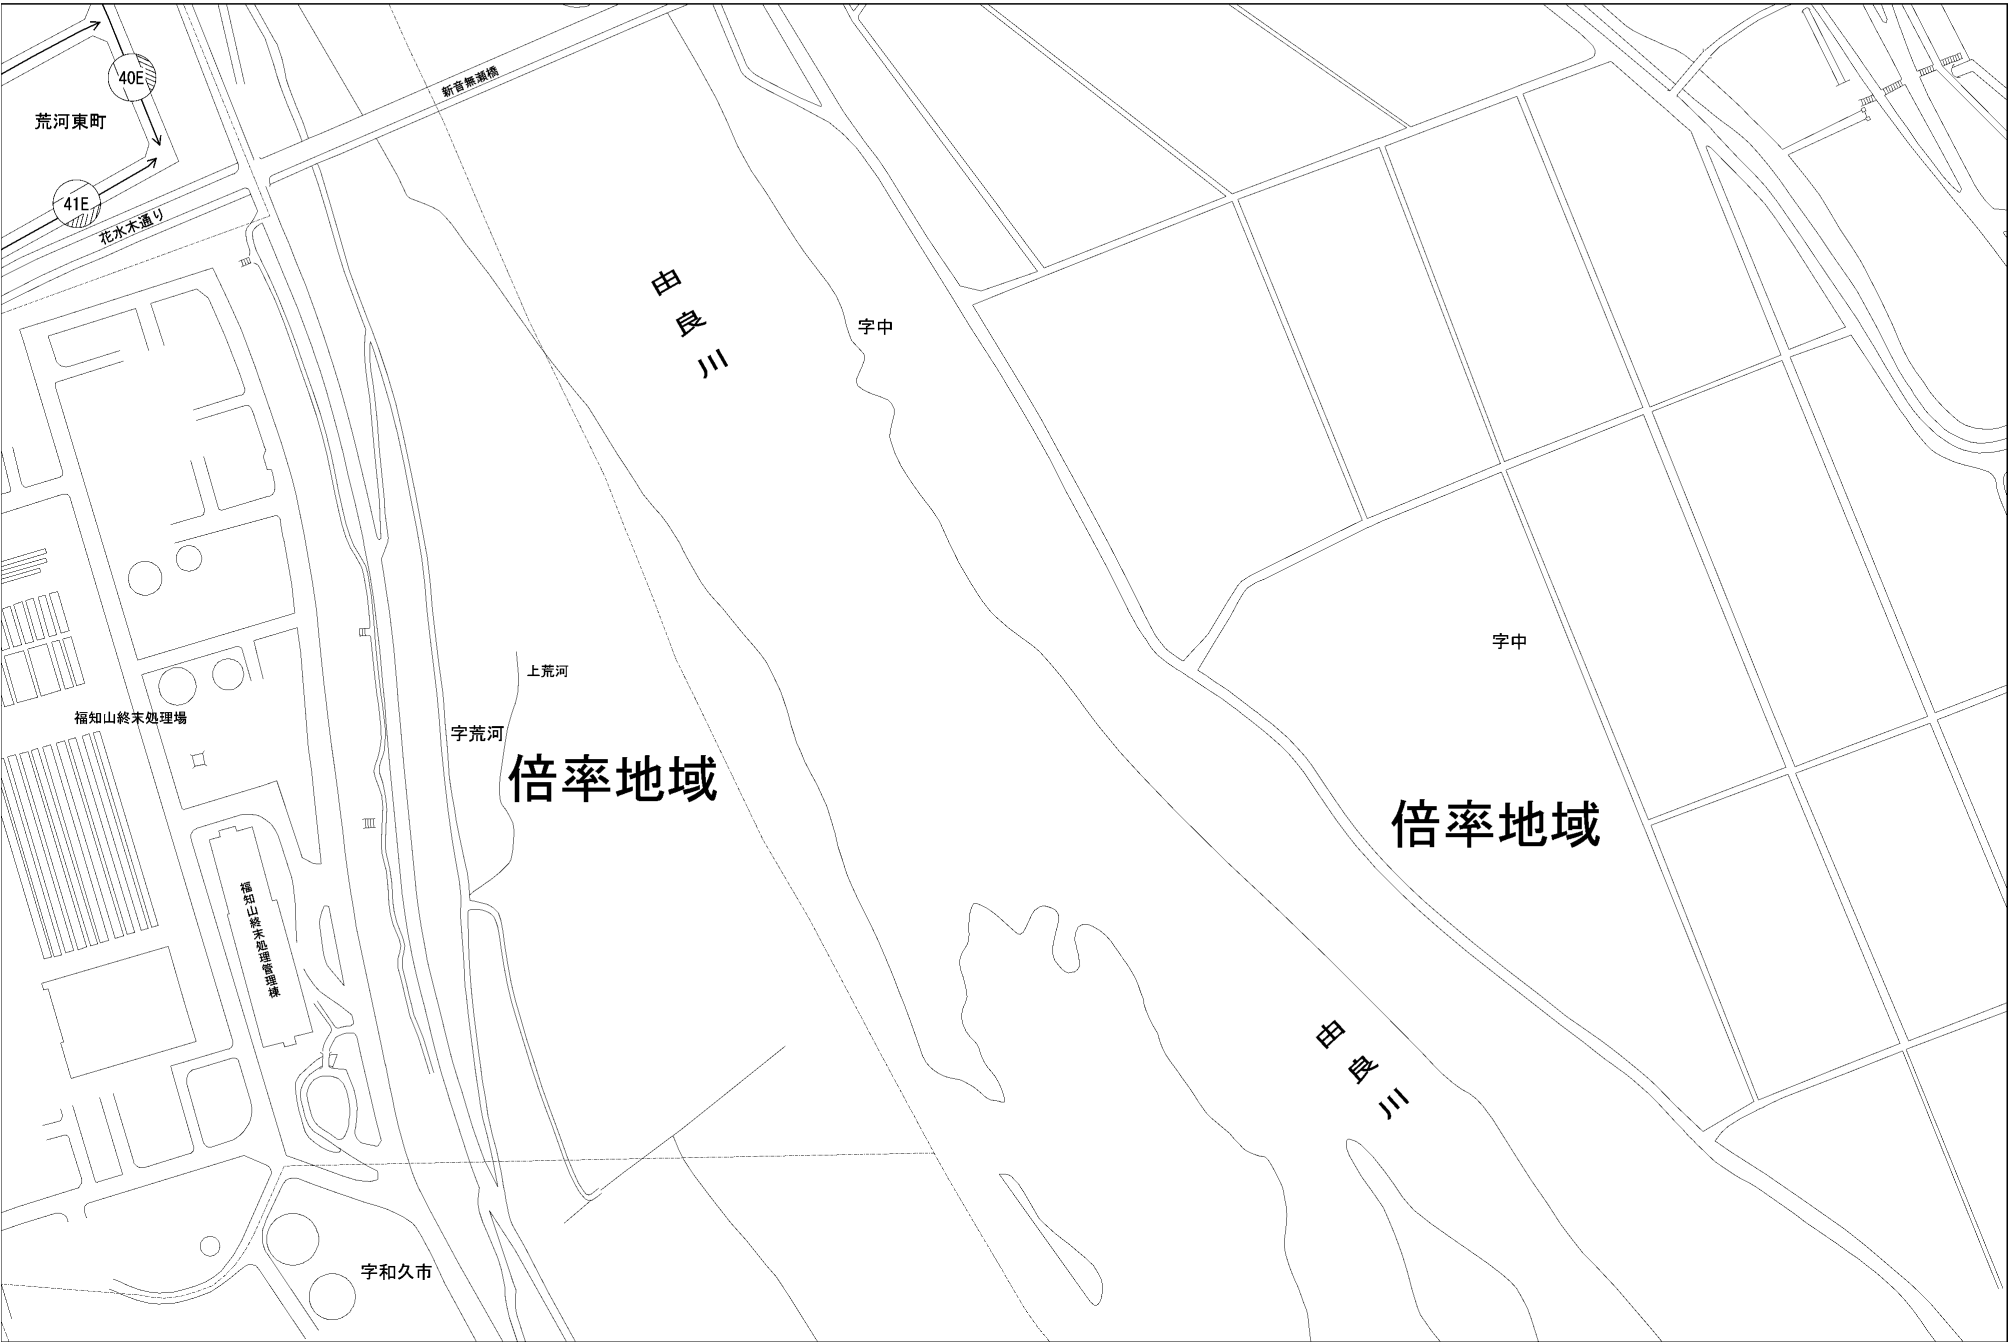 40E
荒河東町
41E
花水木通り
新音無瀬橋
由良川
字中
字中
上荒河
福知山終末処理場
字荒河
倍率地域
倍率地域
福知山終末処理管理棟
由良川
字和久市